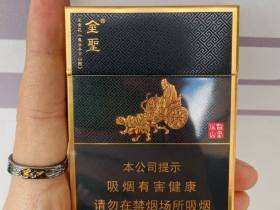 金聖
本公司提示
吸烟有害健康
请勿在禁烟场所吸烟